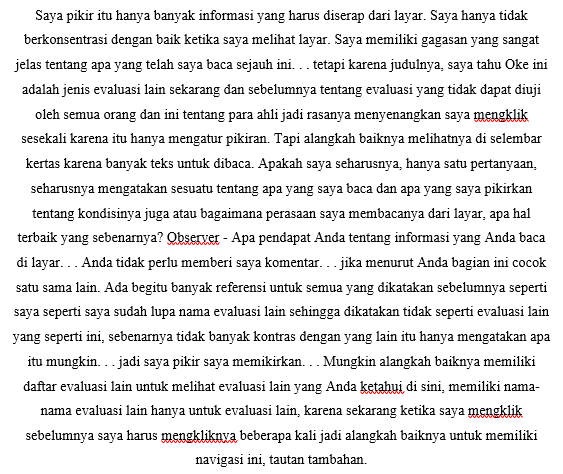 Saya pikir itu hanya banyak informasi yang harus diserap dari layar. Saya hanya tidak
berkonsentrasi dengan baik ketika saya melihat layar. Saya memiliki gagasan yang sangat
jelas tentang apa yang telah saya baca sejauh ini. . . tetapi karena judulnya, saya tahu Oke ini
adalah jenis evaluasi lain sekarang dan sebelumnya tentang evaluasi yang tidak dapat diuji
oleh semua orang dan ini tentang para ahli jadi rasanya menyenangkan saya mengklik
sesekali karena itu hanya mengatur pikiran. Tapi alangkah baiknya melihatnya di selembar
kertas karena banyak teks untuk dibaca. Apakah saya seharusnya, hanya satu pertanyaan,
seharusnya mengatakan sesuatu tentang apa yang saya baca dan apa yang saya pikirkan
tentang kondisinya juga atau bagaimana perasaan saya membacanya dari layar, apa hal
terbaik yang sebenarnya? Observer - Apa pendapat Anda tentang informasi yang Anda baca
di layar. . . Anda tidak perlu memberi saya komentar. . . jika menurut Anda bagian ini cocok
satu sama lain. Ada begitu banyak referensi untuk semua yang dikatakan sebelumnya seperti
saya seperti saya sudah lupa nama evaluasi lain sehingga dikatakan tidak seperti evaluasi lain
yang seperti ini, sebenarnya tidak banyak kontras dengan yang lain itu hanya mengatakan apa
itu mungkin. . . jadi saya pikir saya memikirkan. . . Mungkin alangkah baiknya memiliki
daftar evaluasi lain untuk melihat evaluasi lain yang Anda ketahui di sini, memiliki nama-
nama evaluasi lain hanya untuk evaluasi lain, karena sekarang ketika saya mengklik
sebelumnya saya harus mengkliknya beberapa kali jadi alangkah baiknya untuk memiliki
navigasi ini, tautan tambahan.